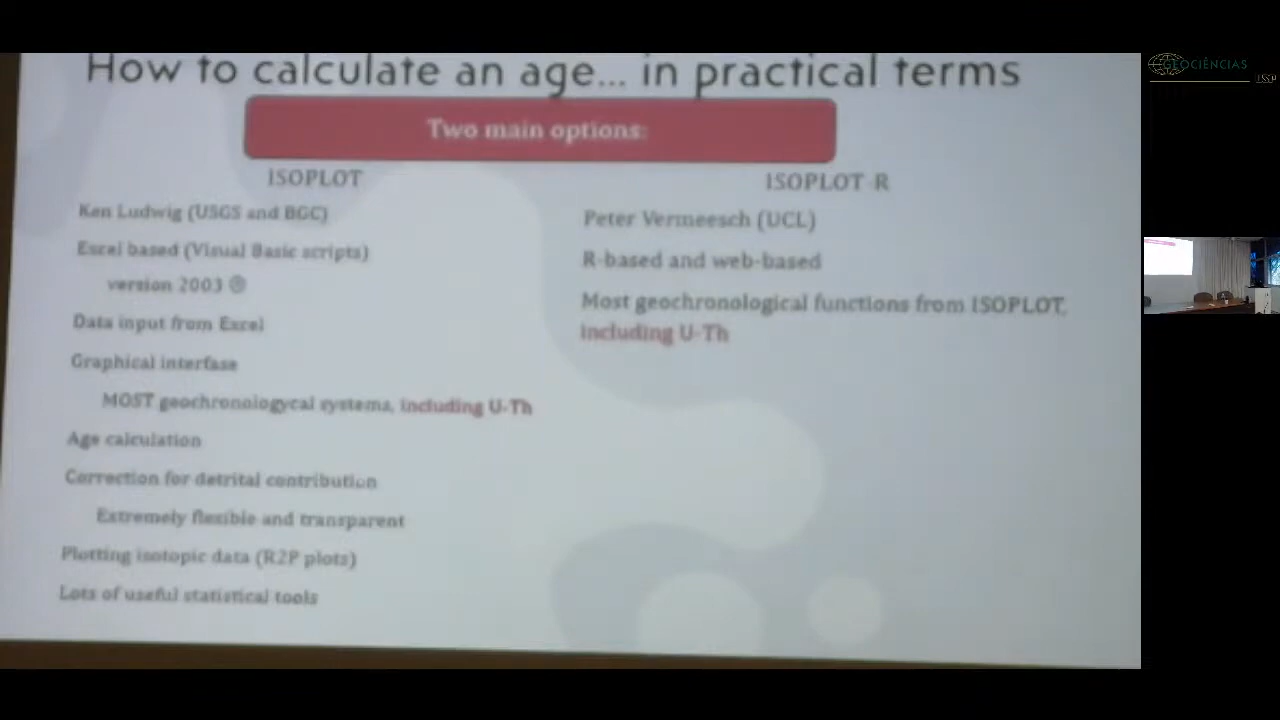 How to calculate an age... in practical terms
Two main options:
ISOPLOT
Ken Ludwig (USGS and BGC)
Excel based (Visual Basic scripts)
version 2003
Data input from Excel
Graphical interfase
MOST geochronologycal systema, including U-Th
Age calculation
Correction for detrital contribution
Extremely flexible and transparent
Plotting isotopic data (R2P plots)
Lots of useful statistical tools
ISOPLOT R
Peter Vermeesch (UCL)
R-based and web-based
Most geochronological functions from ISOPLOT,
including U-Th
GEOCIÊNCIAS